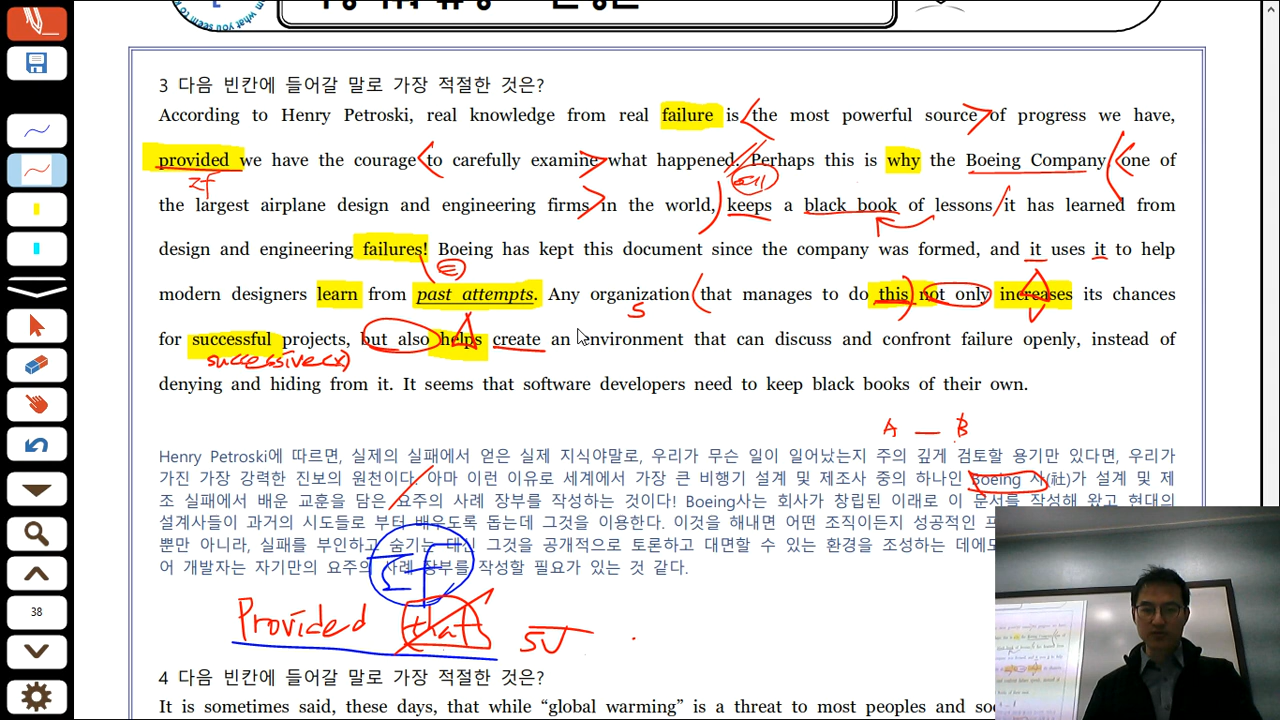 3 다음 빈칸에 들어갈 말로 가장 적절한 것은?
According to Henry Petroski, real knowledge from real failure is the most powerful source of progress we have,
provided we have the courage to carefully examine what happened. Perhaps this is why the Boeing Company, one of
if
the largest airplane design and engineering firms in the world, keeps a black book of lessons it has learned from
design and engineering failures! Boeing has kept this document since the company was formed, and it uses it to help
modern designers learn from past attempts. Any organization that manages to do this not only increases its chances
S
V
for successful projects, but also helps create an environment that can discuss and confront failure openly, instead of
successive(x)
denying and hiding from it. It seems that software developers need to keep black books of their own.
A — B
Henry Petroski에 따르면, 실제의 실패에서 얻은 실제 지식야말로, 우리가 무슨 일이 일어났는지 주의 깊게 검토할 용기만 있다면, 우리가
가진 가장 강력한 진보의 원천이다. 아마 이런 이유로 세계에서 가장 큰 비행기 설계 및 제조사 중의 하나인 Boeing 사(社)가 설계 및 제
조 실패에서 배운 교훈을 담은 요주의 사례 장부를 작성하는 것이다! Boeing사는 회사가 창립된 이래로 이 문서를 작성해 왔고 현대의
설계사들이 과거의 시도들로 부터 배우도록 돕는데 그것을 이용한다. 이것을 해내면 어떤 조직이든지 성공적인
뿐만 아니라, 실패를 부인하고 숨기는 대신 그것을 공개적으로 토론하고 대면할 수 있는 환경을 조성하는 데에도
어 개발자는 자기만의 요주의 사례 장부를 작성할 필요가 있는 것 같다.
if
Provided that SV
4 다음 빈칸에 들어갈 말로 가장 적절한 것은?
It is sometimes said, these days, that while “global warming” is a threat to most peoples and
38